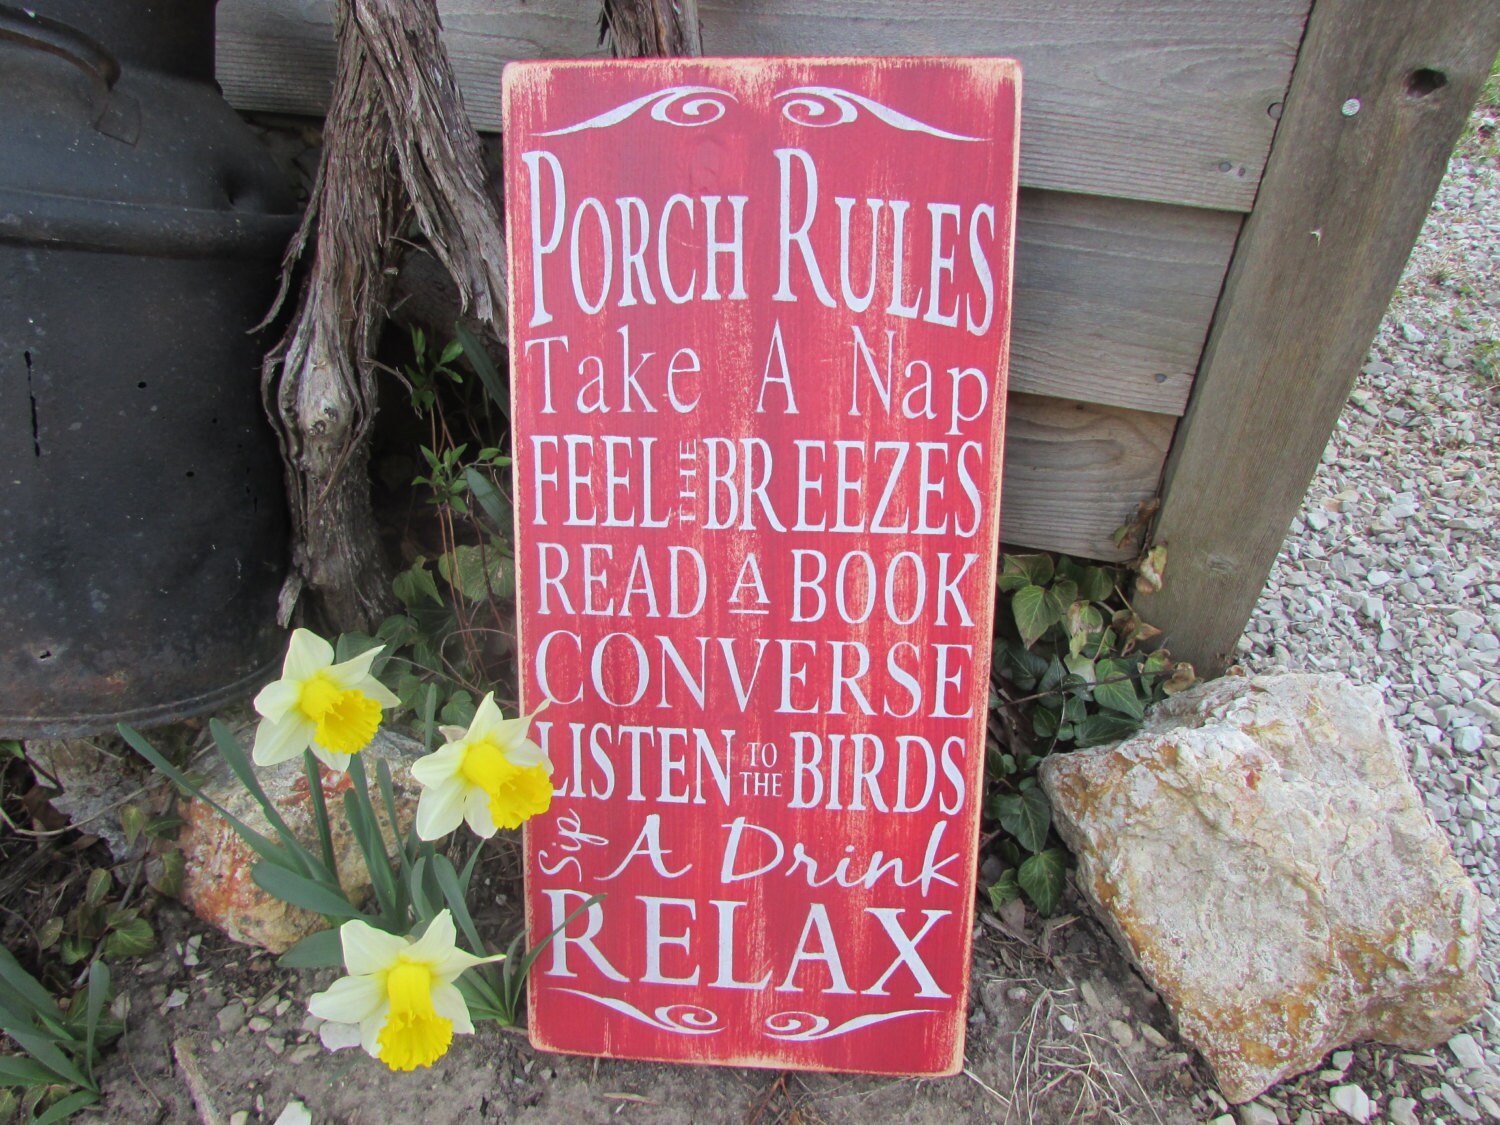 PORCH RULES
Take A Nap
FEEL THE BREEZES
READ A BOOK
CONVERSE
LISTEN TO THE BIRDS
Sip A Drink
RELAX